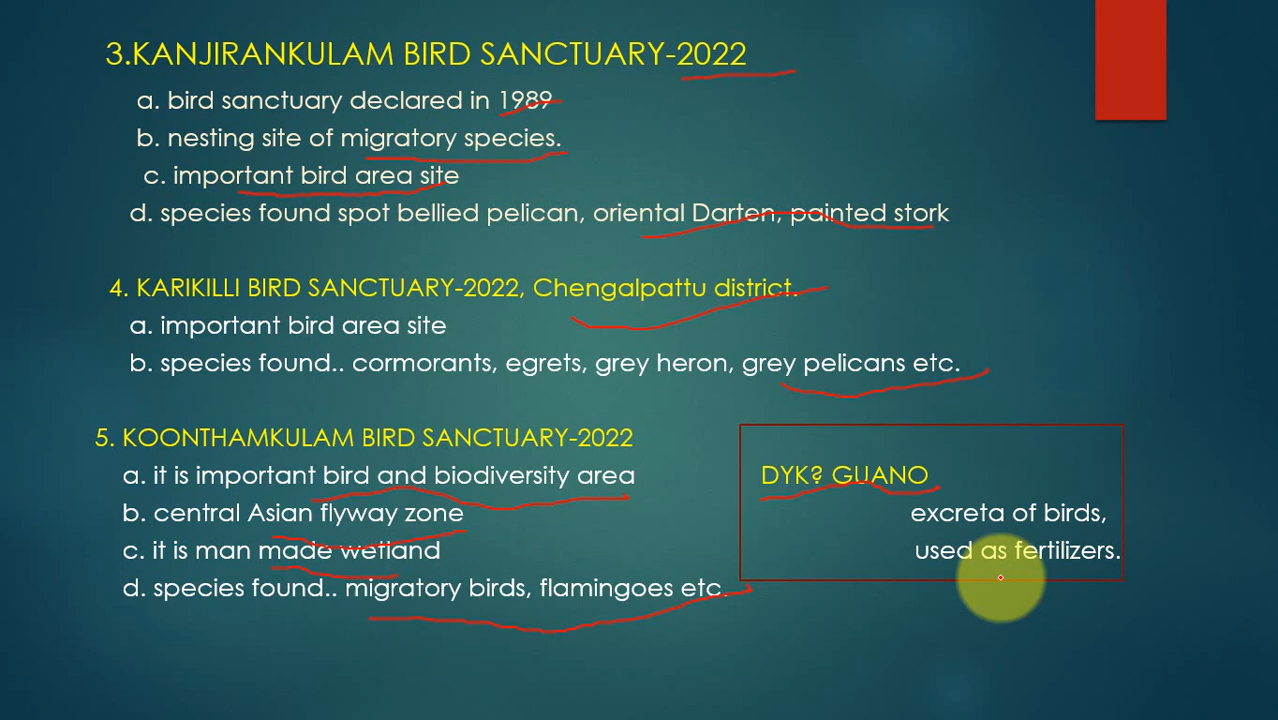 3.KANJIRANKULAM BIRD SANCTUARY-2022
a. bird sanctuary declared in 1989
b. nesting site of migratory species.
c. important bird area site
d. species found spot bellied pelican, oriental Darten, painted stork
4. KARIKILLI BIRD SANCTUARY-2022, Chengalpattu district.
a. important bird area site
b. species found.. cormorants, egrets, grey heron, grey pelicans etc.
5. KOONTHAMKULAM BIRD SANCTUARY-2022
a. it is important bird and biodiversity area
b. central Asian flyway zone
c. it is man made wetland
d. species found.. migratory birds, flamingoes etc.
DYK? GUANO
excreta of birds,
used as fertilizers.